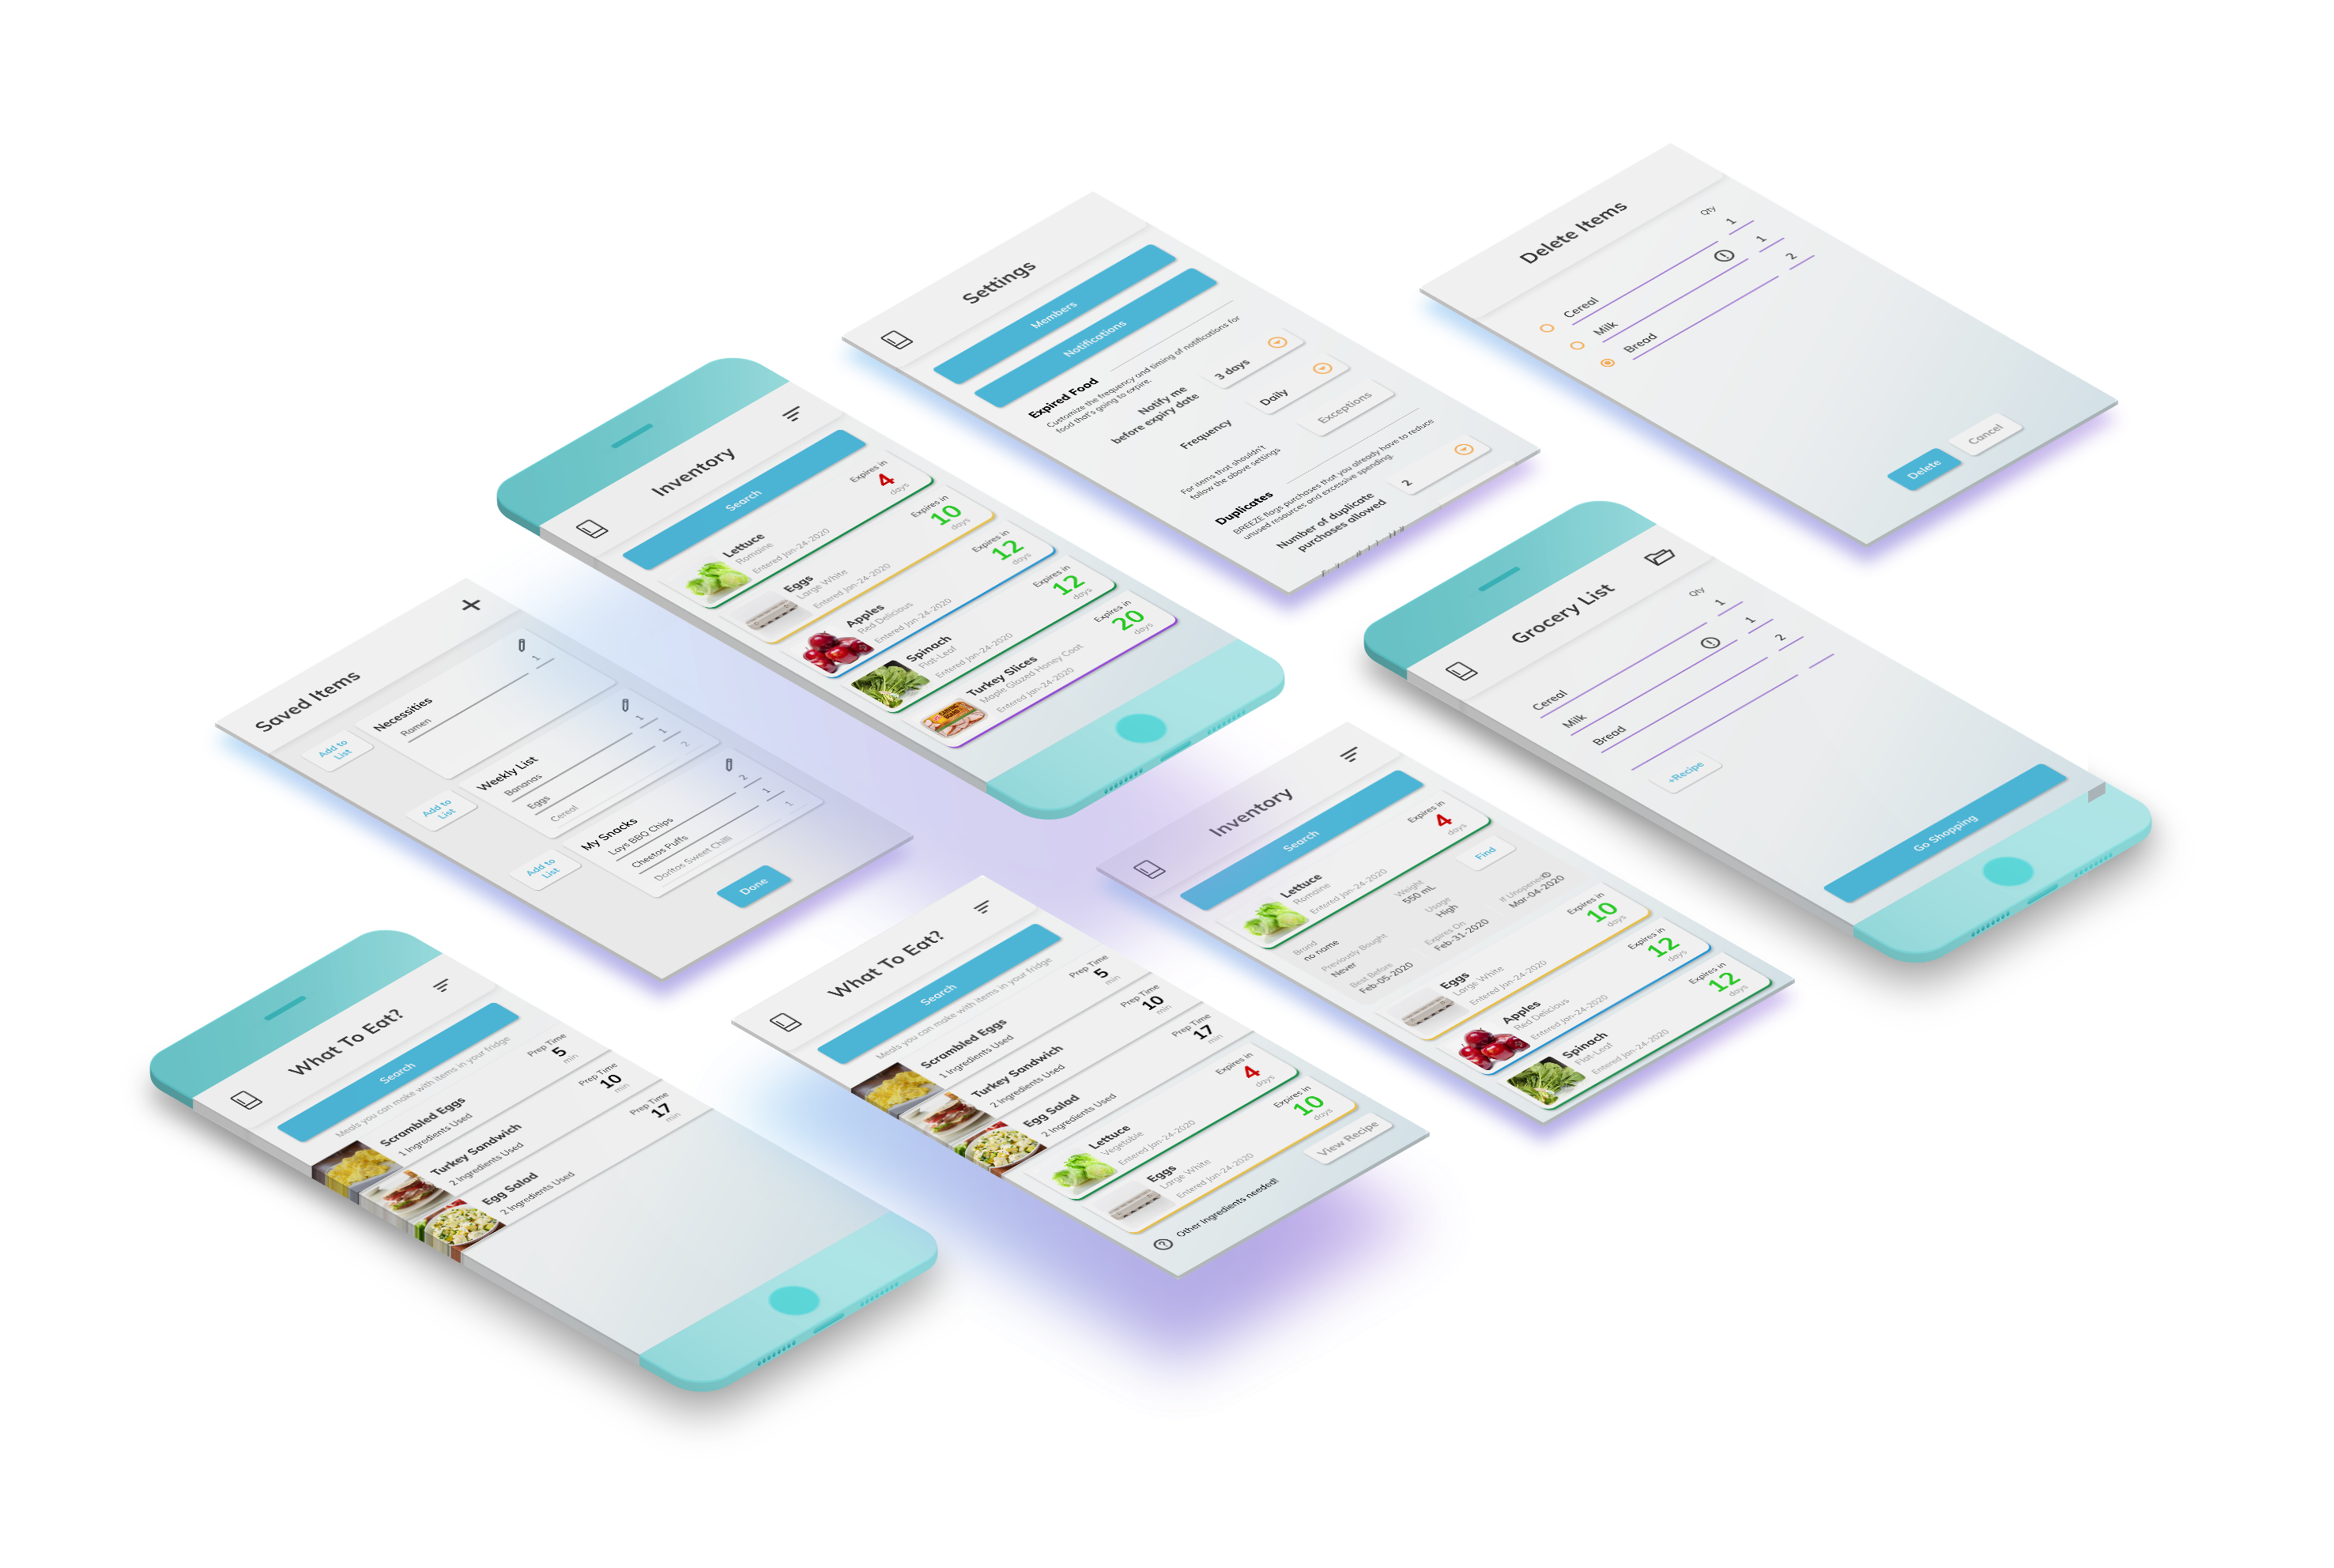 Delete Items
Qty
Cereal 1
Milk 1
Bread 2
Delete
Cancel
Settings
Members
Notifications
Expired Food
Customize the frequency and timing of notifications for
food that's going to expire.
Notify me
before expiry date
3 days
Frequency
Daily
For items that shouldn't
follow the above settings
Exceptions
Duplicates
BREEZE flags purchases that you already have to reduce
unused resources and excessive spending.
Number of duplicate
purchases allowed
2
Inventory
Search
Lettuce
Romaine
Entered Jan-24-2020
Expires in
4
days
Eggs
Large White
Entered Jan-24-2020
Expires in
10
days
Apples
Red Delicious
Entered Jan-24-2020
Expires in
12
days
Spinach
Flat-Leaf
Entered Jan-24-2020
Expires in
12
days
Turkey Slices
Maple Glazed Honey Coat
Entered Jan-24-2020
Expires in
20
days
Grocery List
Qty
Cereal 1
Milk 1
Bread 2
+Recipe
Go Shopping
Saved Items
Necessities
Ramen 1
Add to
List
Weekly List
Bananas 1
Eggs 1
Cereal 2
Add to
List
My Snacks
Lays BBQ Chips 2
Cheetos Puffs 1
Doritos Sweet Chilli 1
Add to
List
Done
Inventory
Search
Lettuce
Romaine
Entered Jan-24-2020
Expires in
4
days
Find
Brand
no name
Weight
550 mL
Previously Bought
Never
Usage
High
Best Before
Feb-05-2020
Expires On
Feb-31-2020
If Unopened
Mar-04-2020
Eggs
Large White
Entered Jan-24-2020
Expires in
10
days
Apples
Red Delicious
Entered Jan-24-2020
Expires in
12
days
Spinach
Flat-Leaf
Entered Jan-24-2020
Expires in
12
days
What To Eat?
Search
Meals you can make with items in your fridge
Scrambled Eggs
1 Ingredients Used
Prep Time
5
min
Turkey Sandwich
2 Ingredients Used
Prep Time
10
min
Egg Salad
2 Ingredients Used
Prep Time
17
min
Lettuce
Vegetable
Entered Jan-24-2020
Expires in
4
days
Eggs
Large White
Entered Jan-24-2020
Expires in
10
days
Other Ingredients needed!
View Recipe
What To Eat?
Search
Meals you can make with items in your fridge
Scrambled Eggs
1 Ingredients Used
Prep Time
5
min
Turkey Sandwich
2 Ingredients Used
Prep Time
10
min
Egg Salad
2 Ingredients Used
Prep Time
17
min